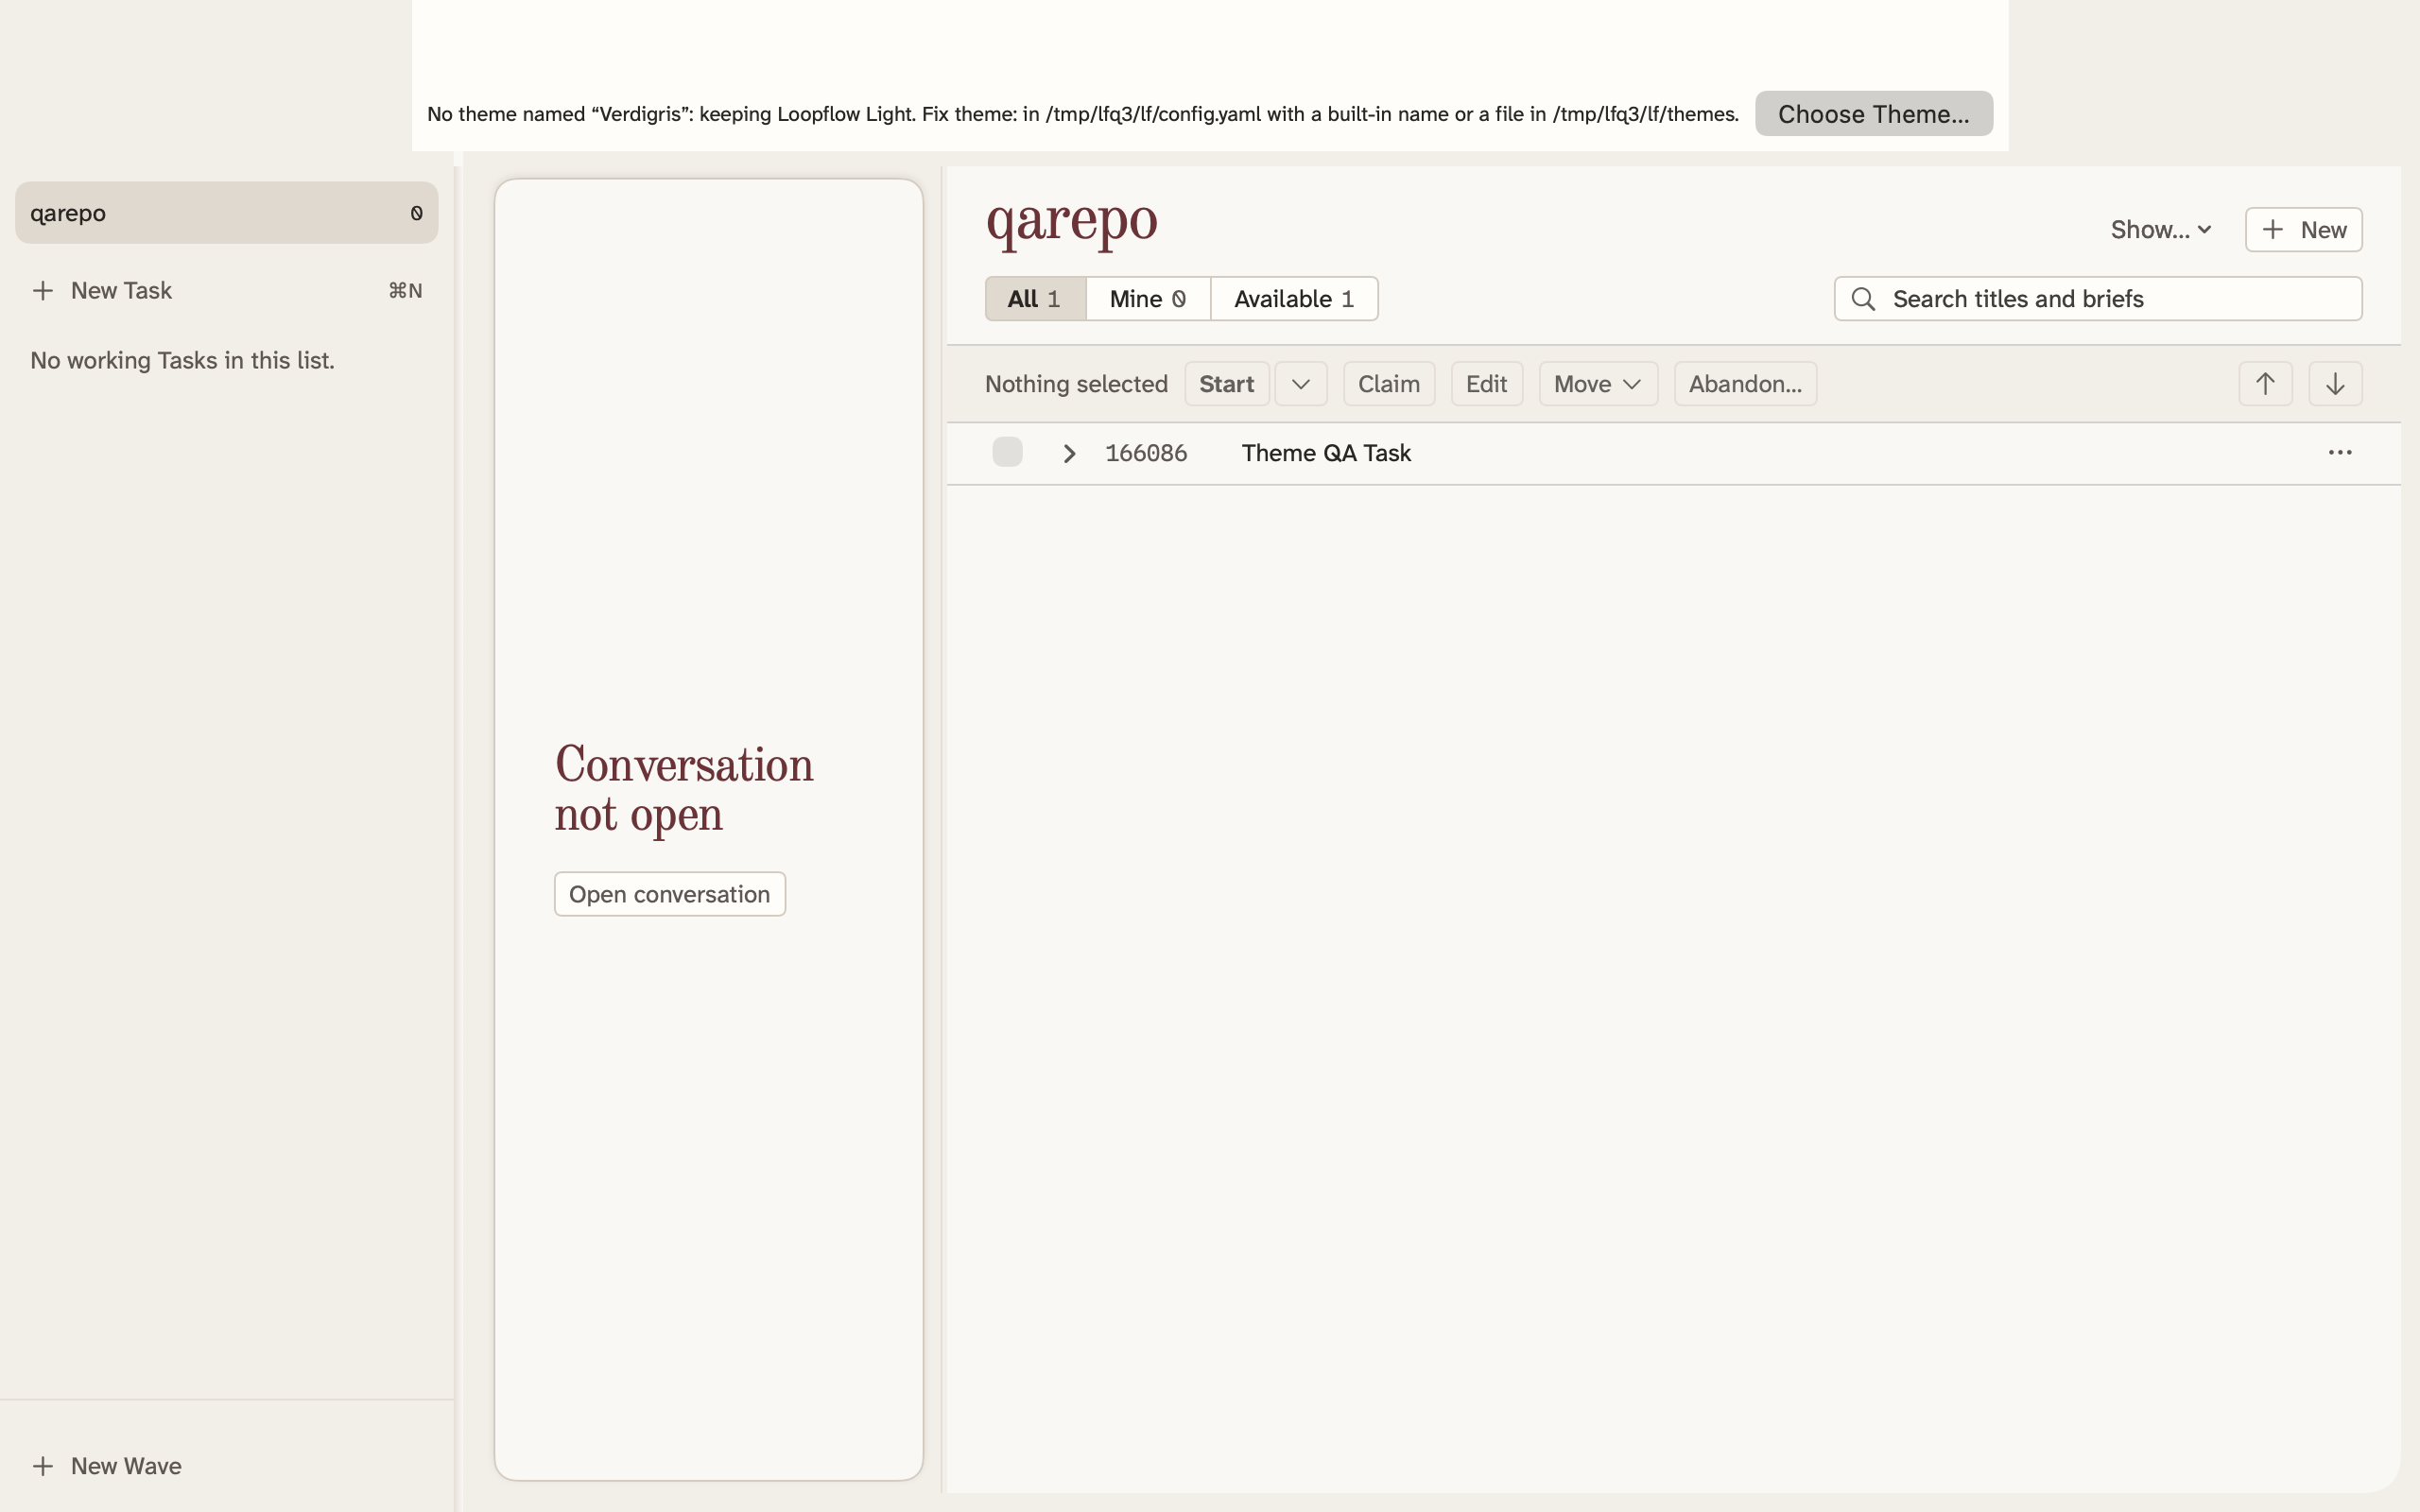 No theme named “Verdigris”: keeping Loopflow Light. Fix theme: in /tmp/lfq3/lf/config.yaml with a built-in name or a file in /tmp/lfq3/lf/themes.
Choose Theme...
qarepo 0
New Task ⌘N
No working Tasks in this list.
New Wave
Conversation
not open
Open conversation
qarepo
Show...
New
All 1
Mine 0
Available 1
Search titles and briefs
Nothing selected
Start
Claim
Edit
Move
Abandon...
166086 Theme QA Task